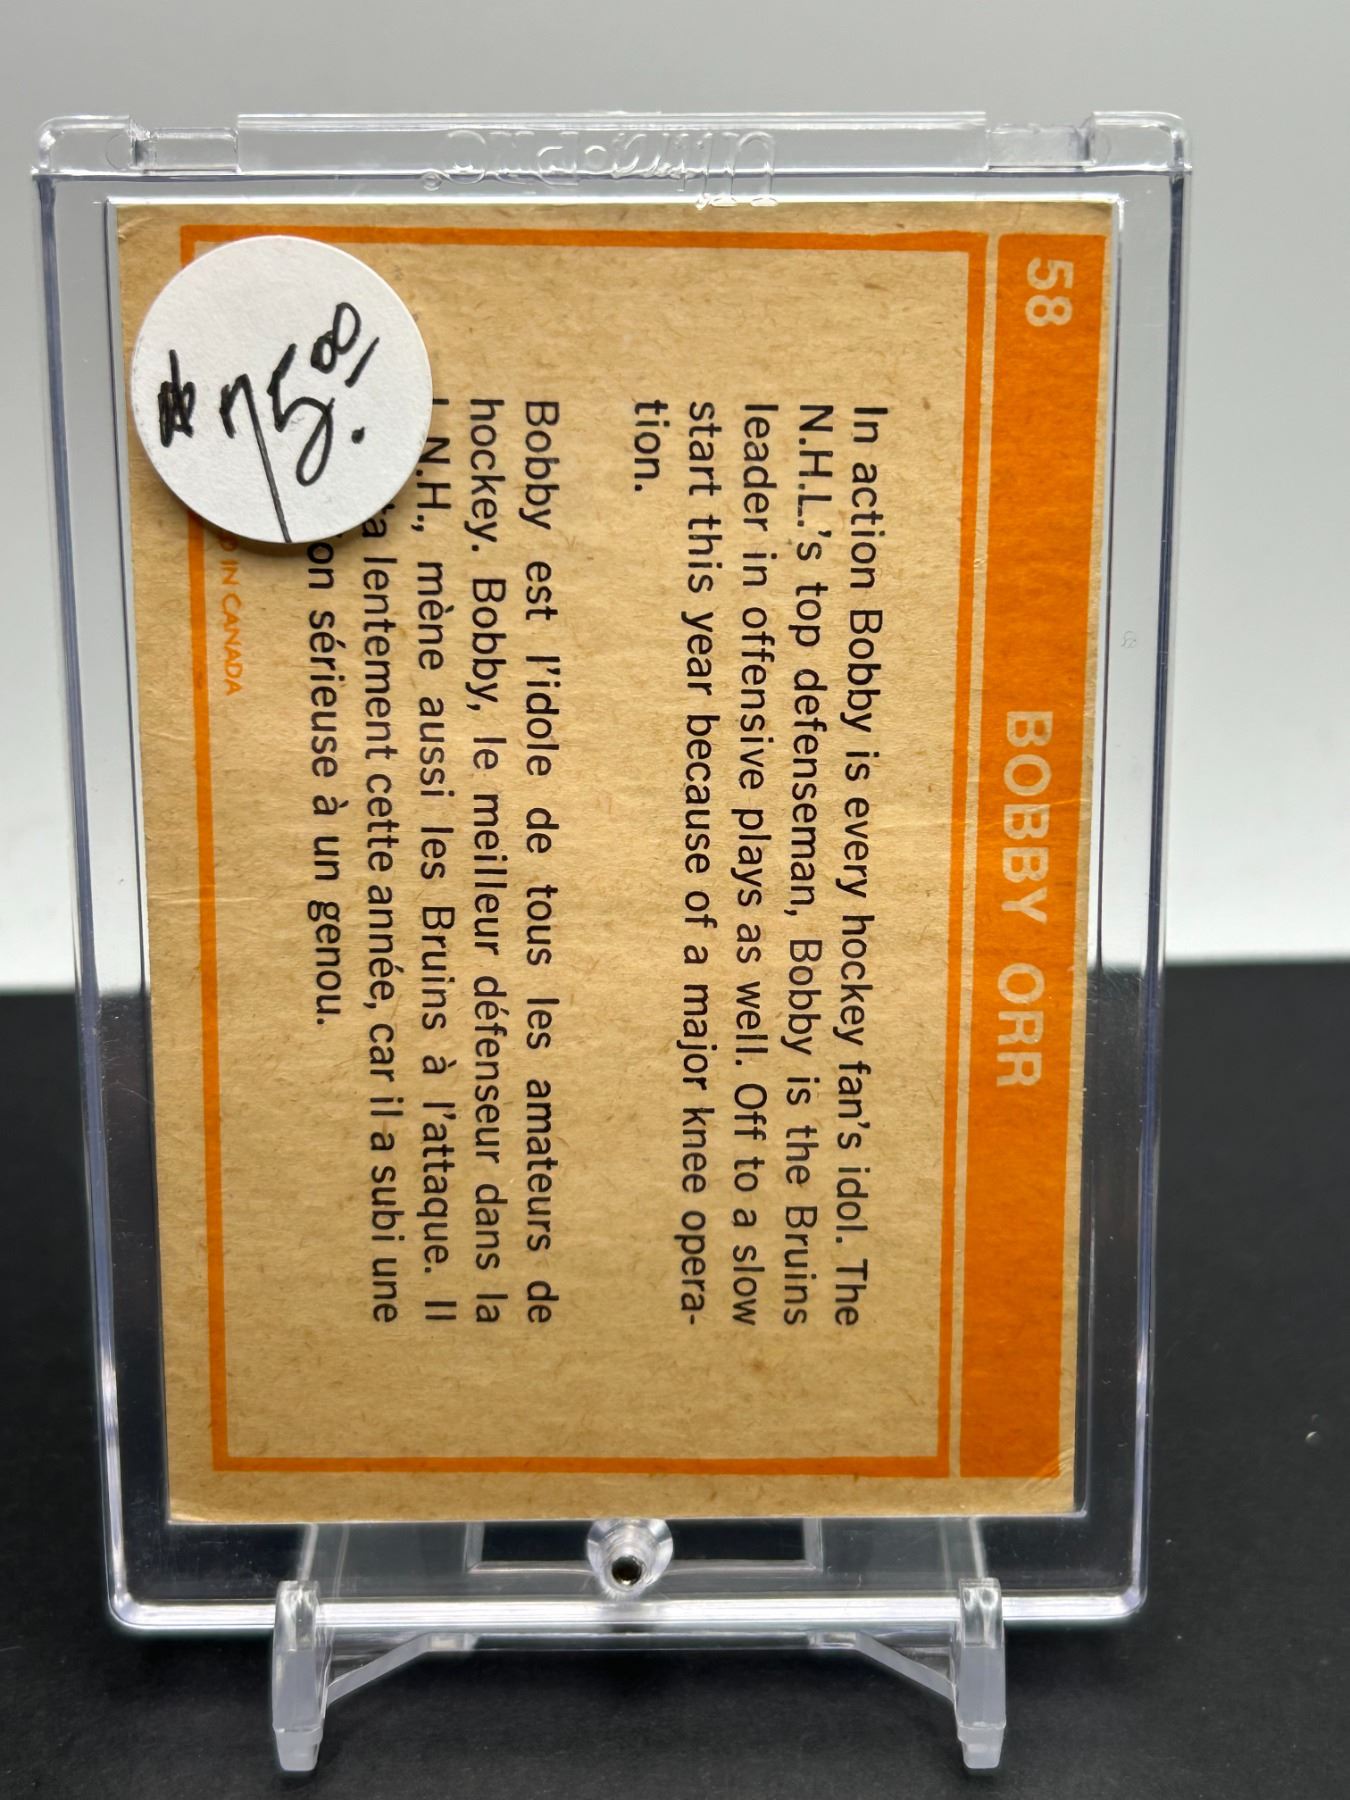 58 BOBBY ORR
In action Bobby is every hockey fan's idol. The
N.H.L.'s top defenseman, Bobby is the Bruins
leader in offensive plays as well. Off to a slow
start this year because of a major knee opera-
tion.
Bobby est l'idole de tous les amateurs de
hockey. Bobby, le meilleur défenseur dans la
N.H., mène aussi les Bruins à l'attaque. Il
lentement cette année, car il a subi une
sérieuse à un genou.
IN CANADA
UltraPro